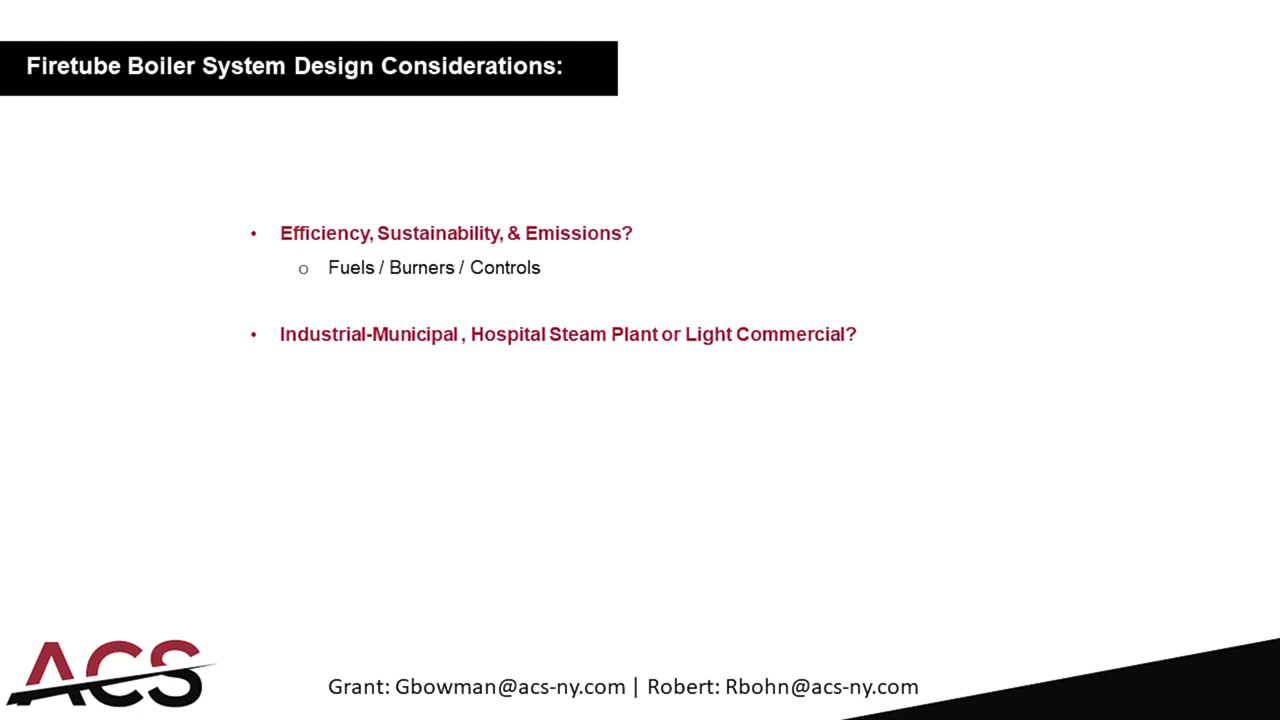 Firetube Boiler System Design Considerations:
• Efficiency, Sustainability, & Emissions?
o Fuels / Burners / Controls
• Industrial-Municipal , Hospital Steam Plant or Light Commercial?
ACS
Grant: Gbowman@acs-ny.com | Robert: Rbohn@acs-ny.com